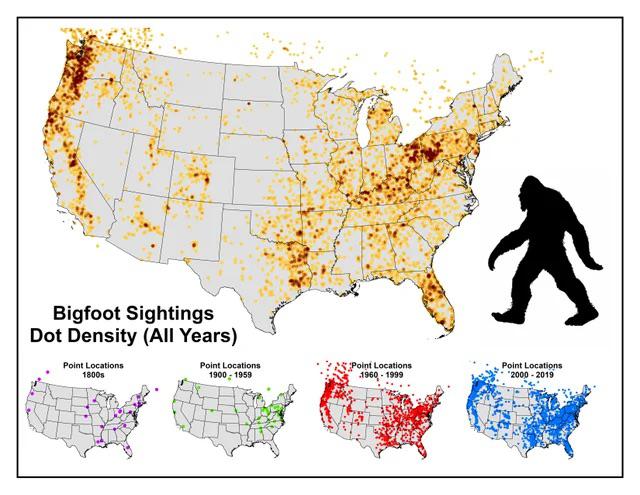 Bigfoot Sightings
Dot Density (All Years)
Point Locations
1800s
Point Locations
1900 - 1959
Point Locations
1960 - 1999
Point Locations
2000 - 2019